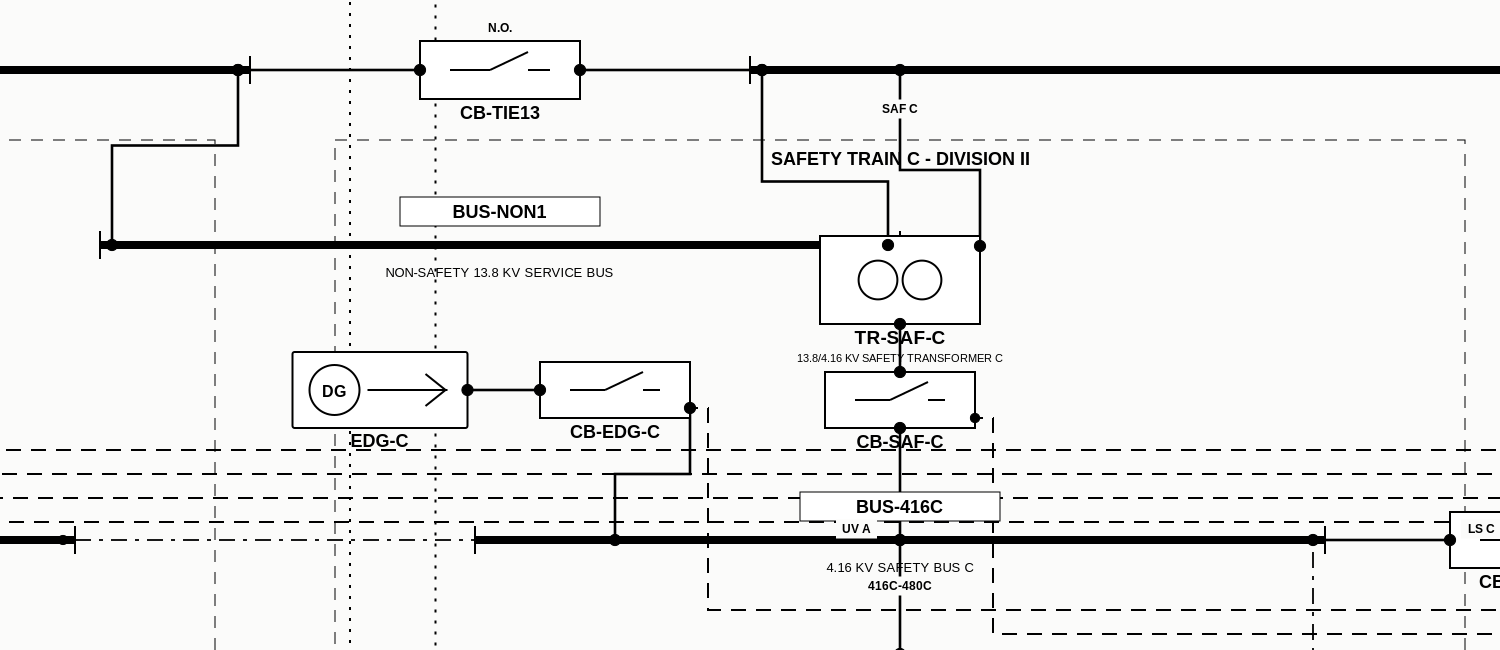 N.O.
CB-TIE13
SAF C
SAFETY TRAIN C - DIVISION II
BUS-NON1
NON-SAFETY 13.8 KV SERVICE BUS
TR-SAF-C
13.8/4.16 KV SAFETY TRANSFORMER C
DG
EDG-C
CB-EDG-C
CB-SAF-C
BUS-416C
UV A
LS C
4.16 KV SAFETY BUS C
416C-480C